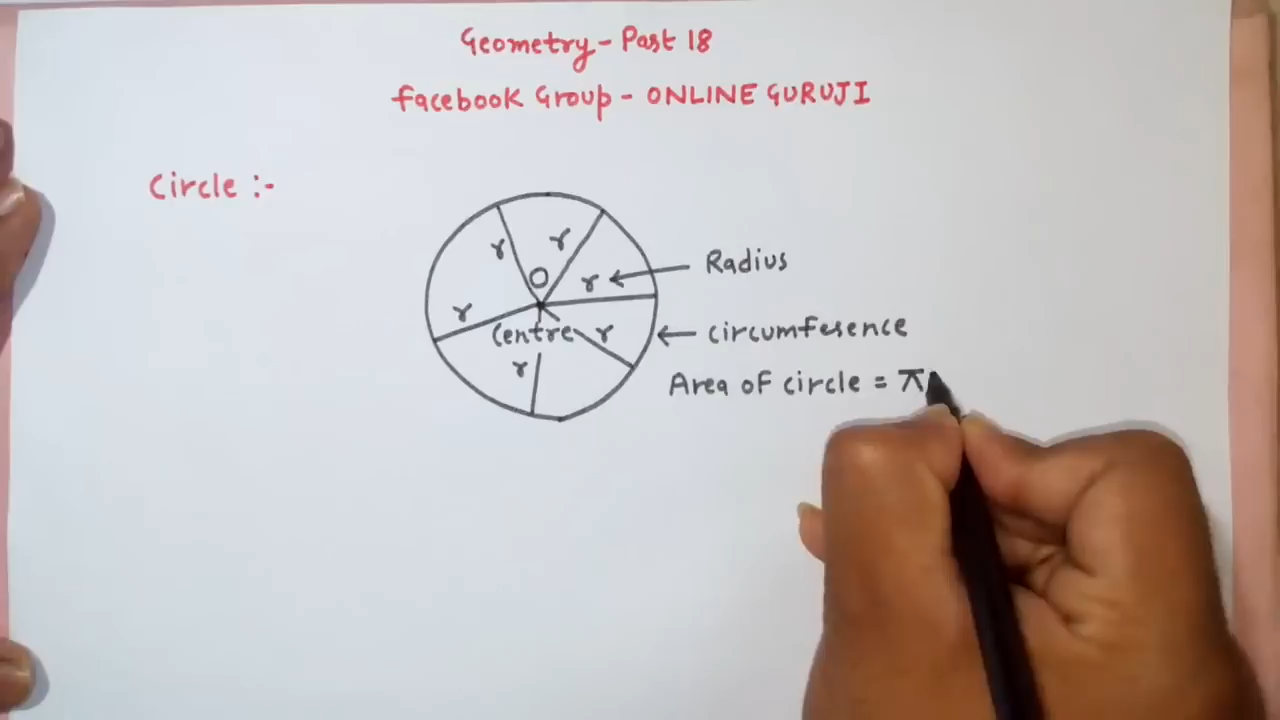 Geometry - Part 18
Facebook Group - ONLINE GURUJI
Circle :-
r r
O
r Radius
r
Centre r
circumference
r
Area of circle = π